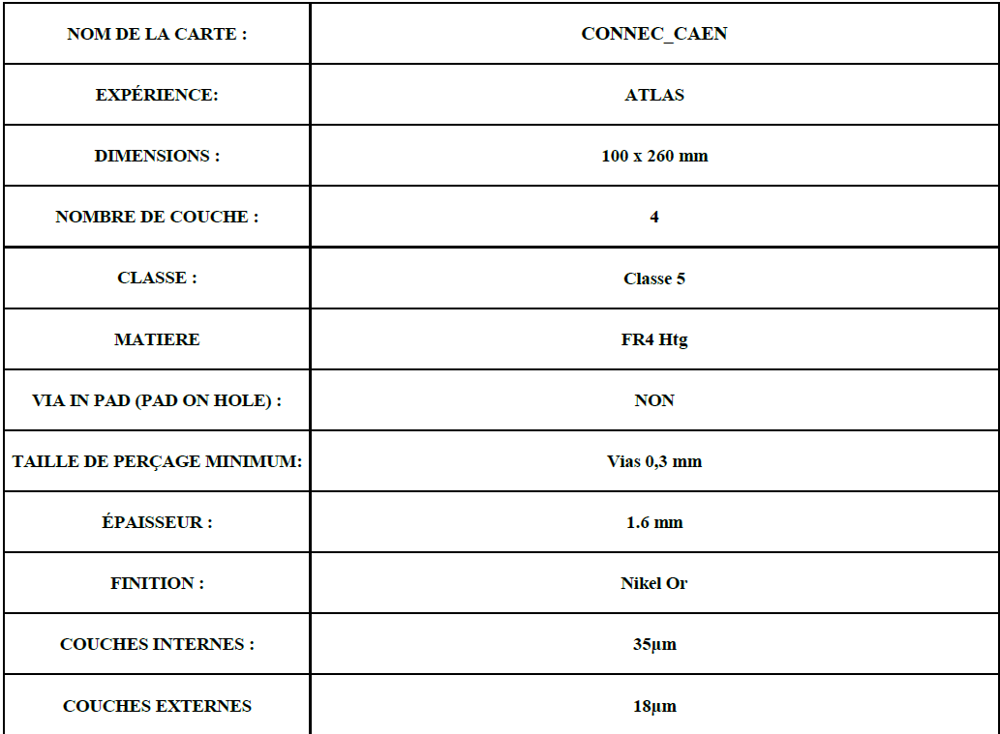 NOM DE LA CARTE : CONNEC_CAEN
EXPÉRIENCE: ATLAS
DIMENSIONS : 100 x 260 mm
NOMBRE DE COUCHE : 4
CLASSE : Classe 5
MATIERE FR4 Htg
VIA IN PAD (PAD ON HOLE) : NON
TAILLE DE PERÇAGE MINIMUM: Vias 0,3 mm
ÉPAISSEUR : 1.6 mm
FINITION : Nikel Or
COUCHES INTERNES : 35µm
COUCHES EXTERNES 18µm